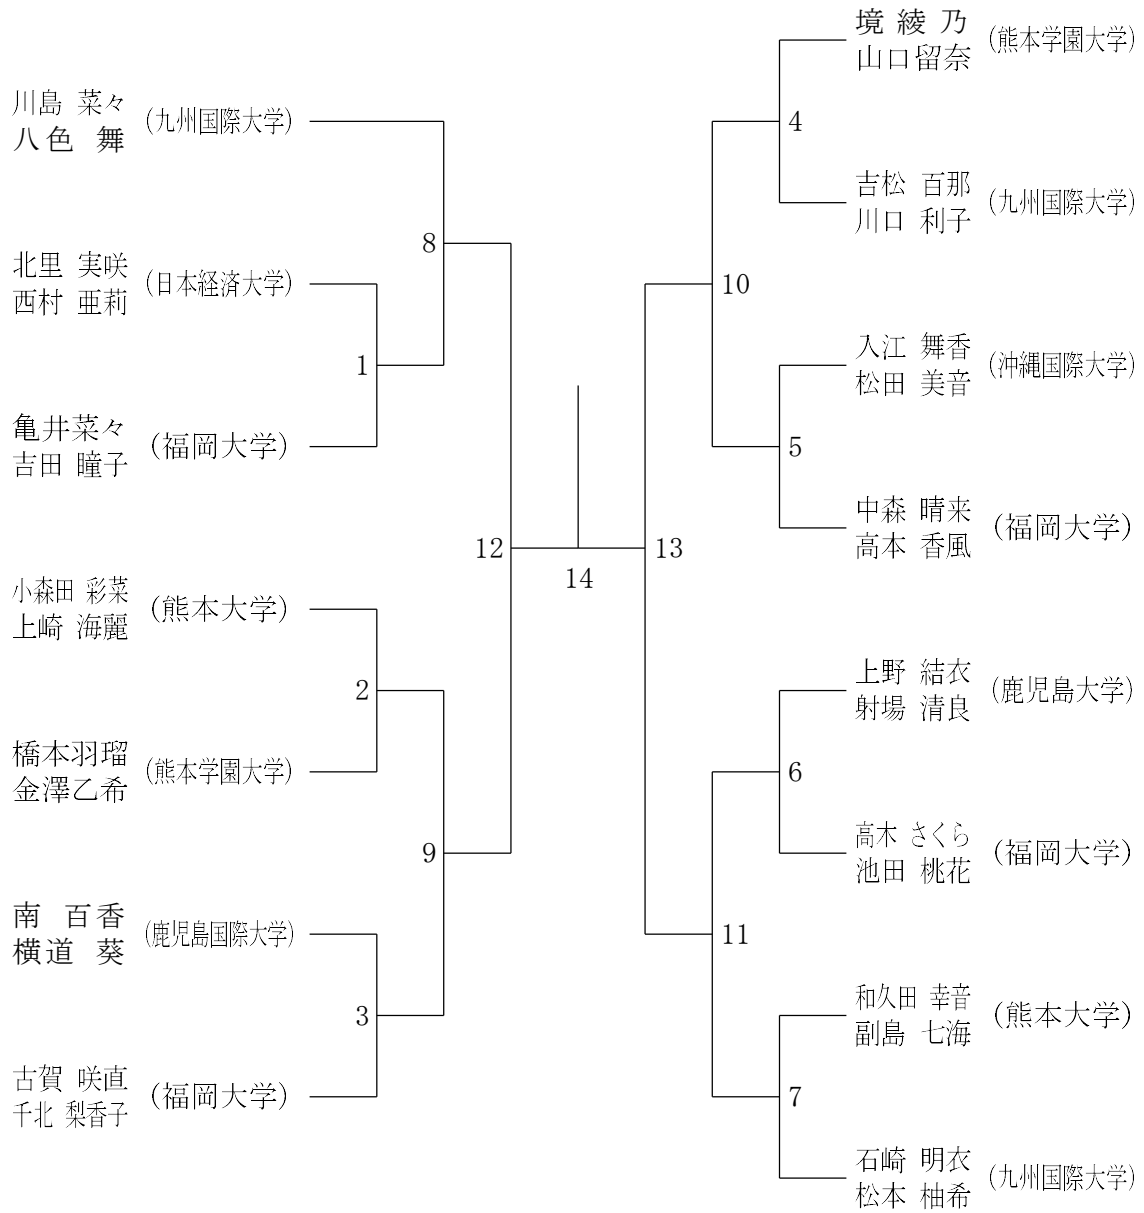 川島 菜々
八色 舞
(九州国際大学)
北里 実咲
西村 亜莉
(日本経済大学)
亀井菜々
吉田 瞳子
(福岡大学)
小森田 彩菜
上崎 海麗
(熊本大学)
橋本羽瑠
金澤乙希
(熊本学園大学)
南 百香
横道 葵
(鹿児島国際大学)
古賀 咲直
千北 梨香子
(福岡大学)
8
1
2
9
3
12
14
13
境 綾 乃
山口留奈
(熊本学園大学)
4
吉松 百那
川口 利子
(九州国際大学)
10
入江 舞香
松田 美音
(沖縄国際大学)
5
中森 晴来
高本 香風
(福岡大学)
上野 結衣
射場 清良
(鹿児島大学)
6
高木 さくら
池田 桃花
(福岡大学)
11
和久田 幸音
副島 七海
(熊本大学)
7
石崎 明衣
松本 柚希
(九州国際大学)